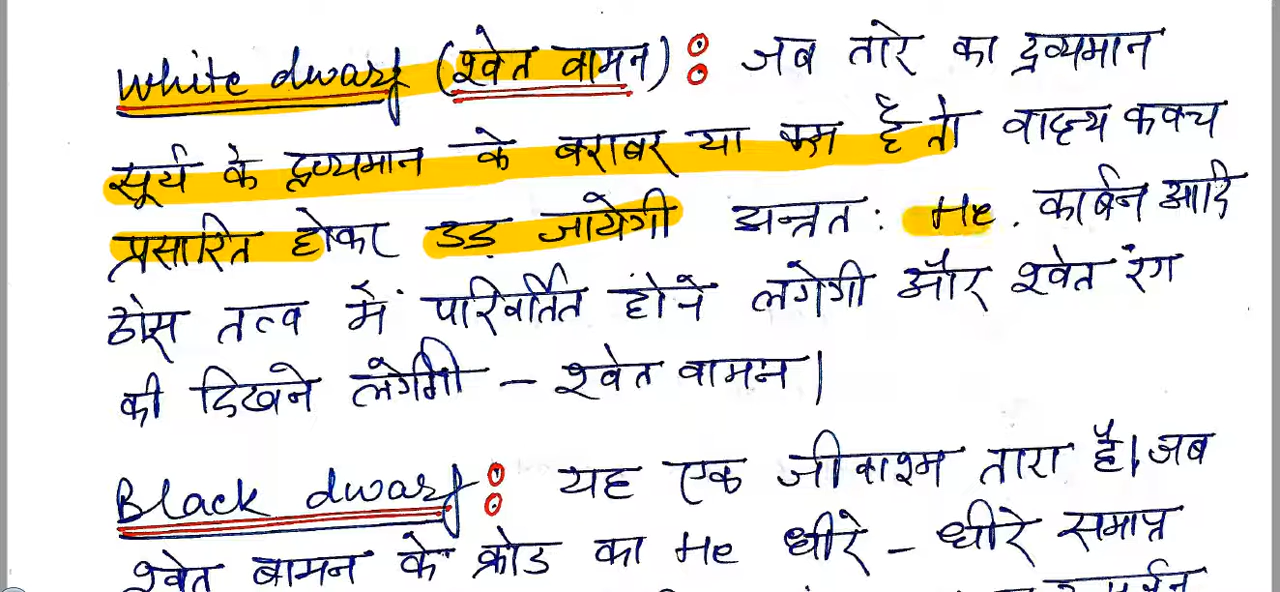 White dwarf (श्वेत वामन) : जब तारे का द्रव्यमान
सूर्य के द्रव्यमान के बराबर या कम है तो वाह्य कवच
प्रसारित होकर उड़ जायेगी अन्तत: He. कार्बन आदि
ठोस तत्व में परिवर्तित होने लगेगी और श्वेत रंग
की दिखने लगेगी – श्वेत वामन।
Black dwarf : यह एक जीवाश्म तारा है। जब
श्वेत बामन के क्रोड का He धीरे – धीरे समाप्त